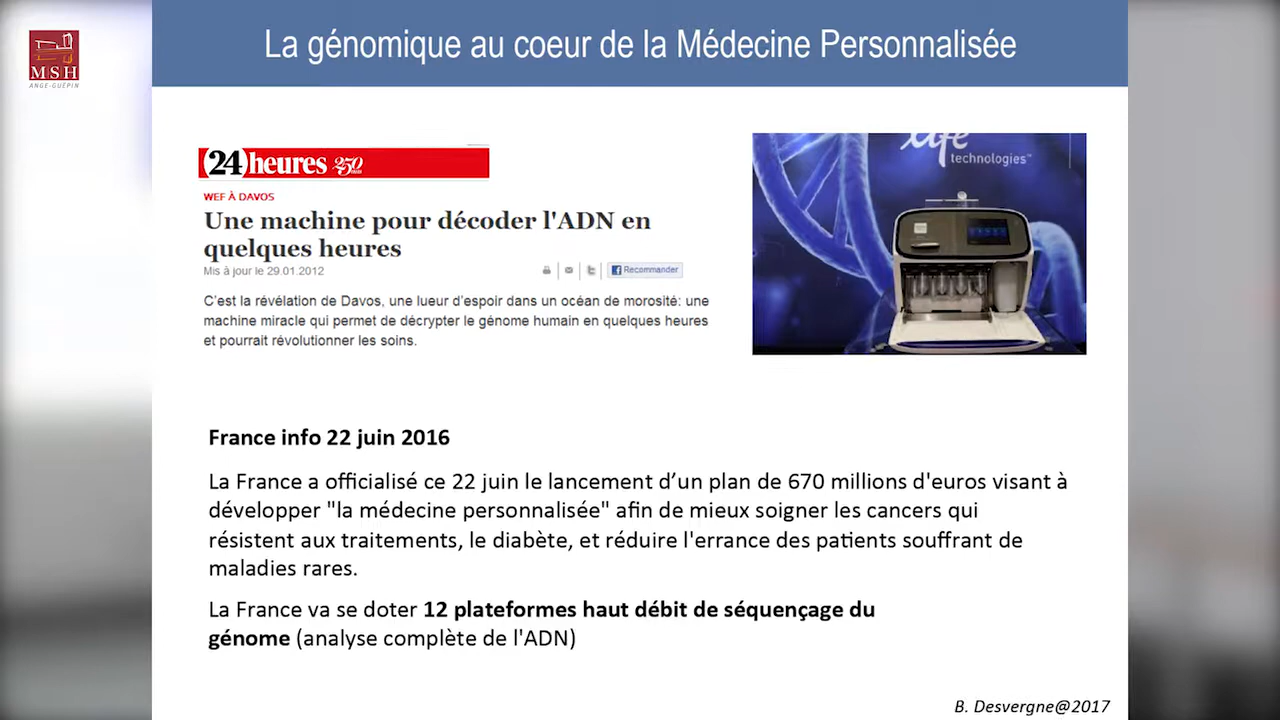 MSH
ANGE-GUÉPIN
La génomique au coeur de la Médecine Personnalisée
24 heures 250 ans
WEF À DAVOS
Une machine pour décoder l'ADN en
quelques heures
Mis à jour le 29.01.2012
Recommander
C'est la révélation de Davos, une lueur d'espoir dans un océan de morosité: une
machine miracle qui permet de décrypter le génome humain en quelques heures
et pourrait révolutionner les soins.
life
technologies™
France info 22 juin 2016
La France a officialisé ce 22 juin le lancement d’un plan de 670 millions d'euros visant à
développer "la médecine personnalisée" afin de mieux soigner les cancers qui
résistent aux traitements, le diabète, et réduire l'errance des patients souffrant de
maladies rares.
La France va se doter 12 plateformes haut débit de séquençage du
génome (analyse complète de l'ADN)
B. Desvergne@2017